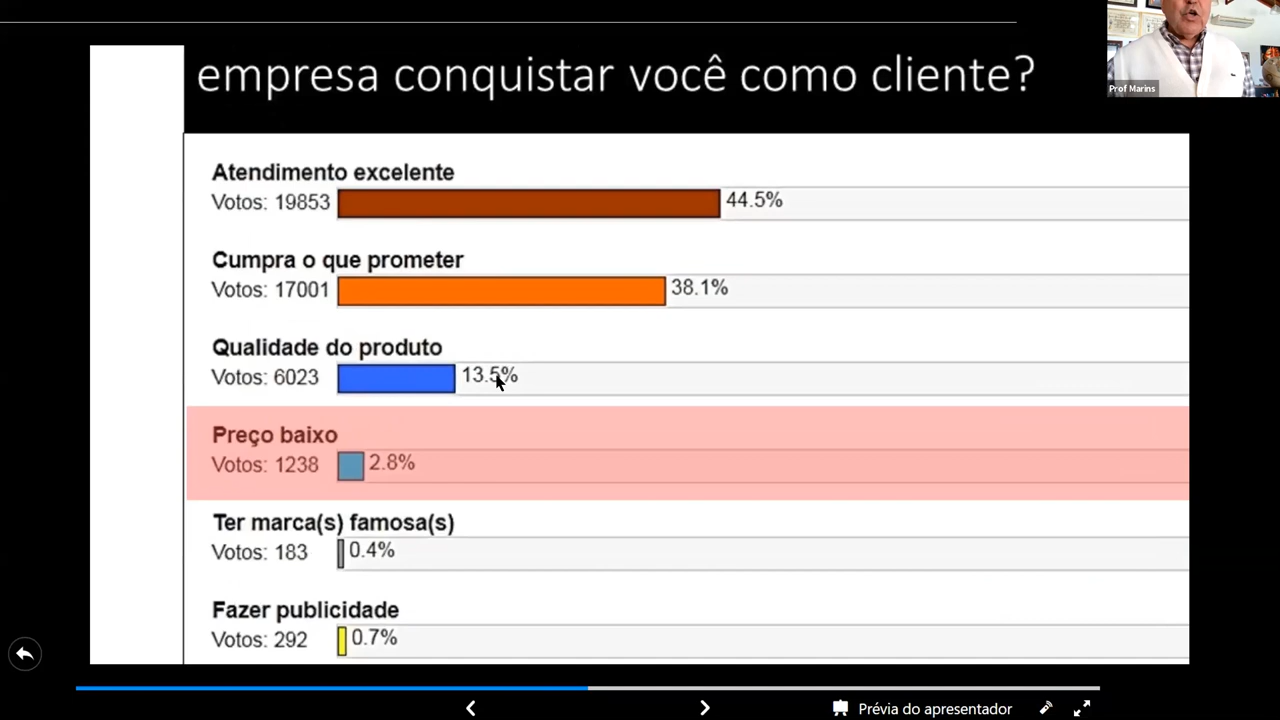 empresa conquistar você como cliente?
Prof Marins
Atendimento excelente
Votos: 19853 44.5%
Cumpra o que prometer
Votos: 17001 38.1%
Qualidade do produto
Votos: 6023 13.5%
Preço baixo
Votos: 1238 2.8%
Ter marca(s) famosa(s)
Votos: 183 0.4%
Fazer publicidade
Votos: 292 0.7%
Prévia do apresentador